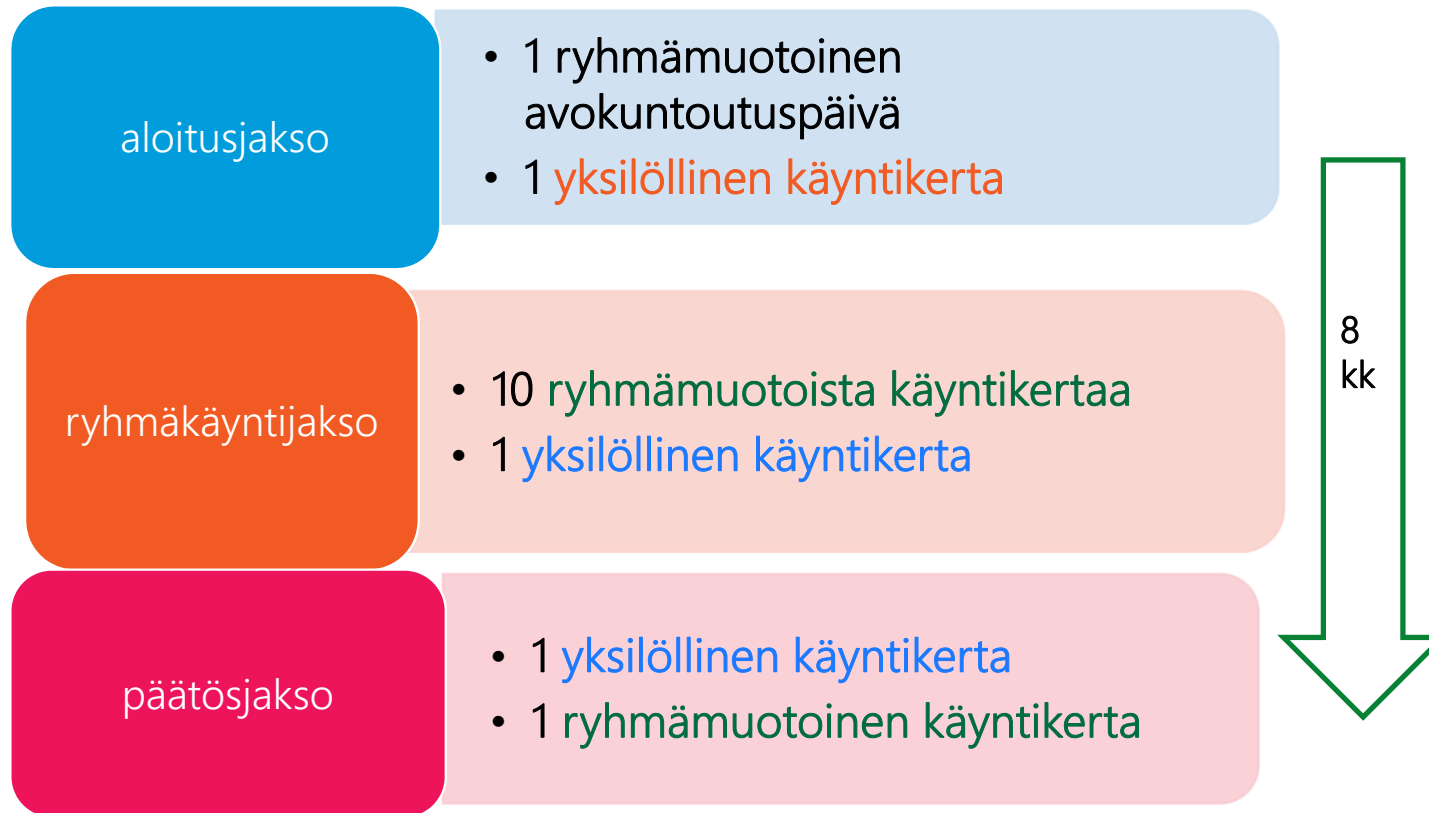 aloitusjakso
• 1 ryhmämuotoinen
avokuntoutuspäivä
• 1 yksilöllinen käyntikerta
ryhmäkäyntijakso
• 10 ryhmämuotoista käyntikertaa
• 1 yksilöllinen käyntikerta
päätösjakso
• 1 yksilöllinen käyntikerta
• 1 ryhmämuotoinen käyntikerta
8
kk